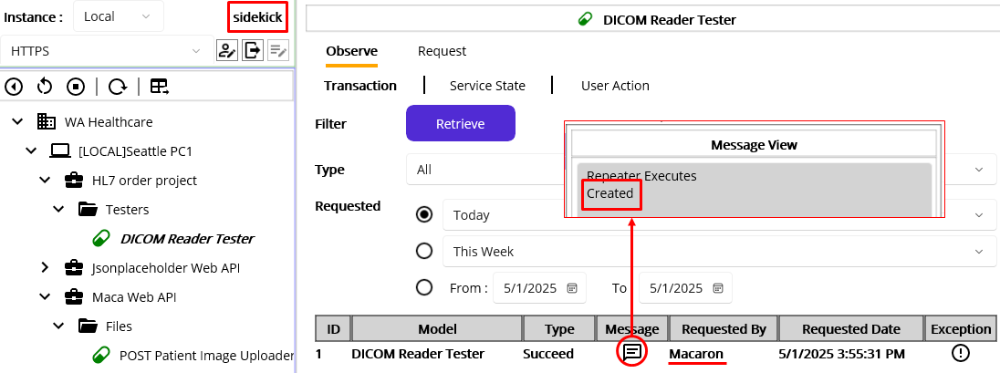 Instance : Local sidekick
HTTPS
WA Healthcare
[LOCAL]Seattle PC1
HL7 order project
Testers
DICOM Reader Tester
Jsonplaceholder Web API
Maca Web API
Files
POST Patient Image Uploader
DICOM Reader Tester
Observe Request
Transaction Service State User Action
Filter Retrieve
Message View
Repeater Executes
Created
Type All
Requested Today
This Week
From : 5/1/2025 To 5/1/2025
ID Model Type Message Requested By Requested Date Exception
1 DICOM Reader Tester Succeed Macaron 5/1/2025 3:55:31 PM